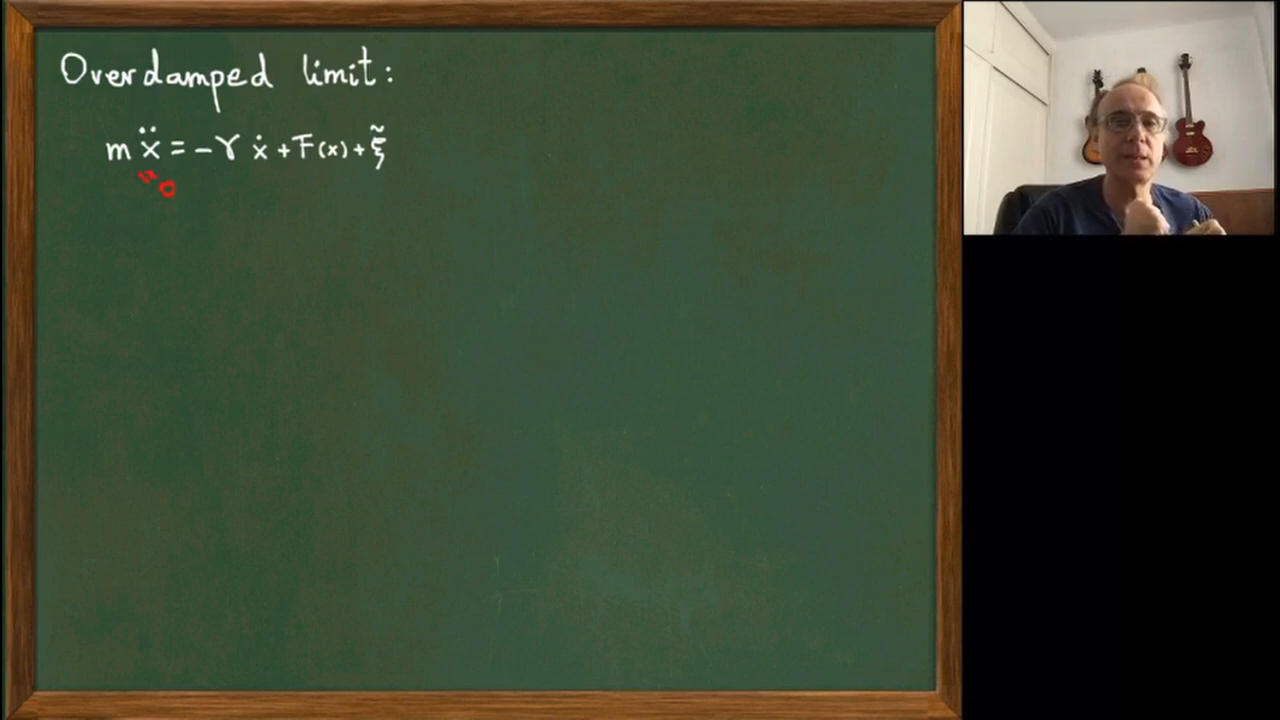 Overdamped limit:
m ẍ = -γ ẋ + F(x) + ξ̃
≈ 0